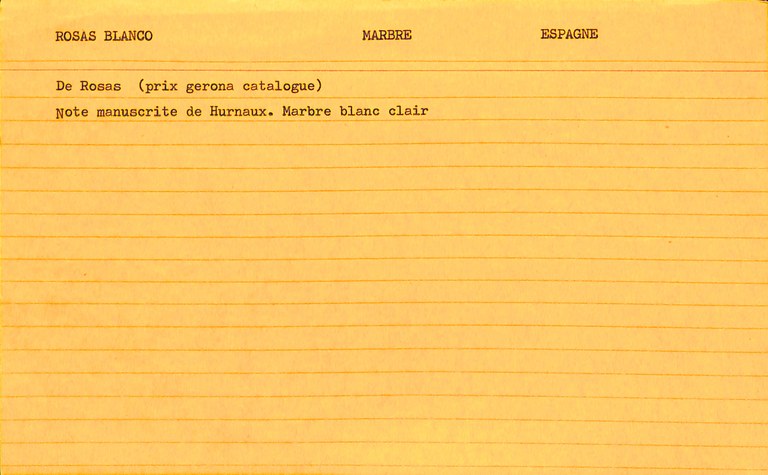 ROSAS BLANCO MARBRE ESPAGNE
De Rosas (prix gerona catalogue)
Note manuscrite de Hurnaux. Marbre blanc clair